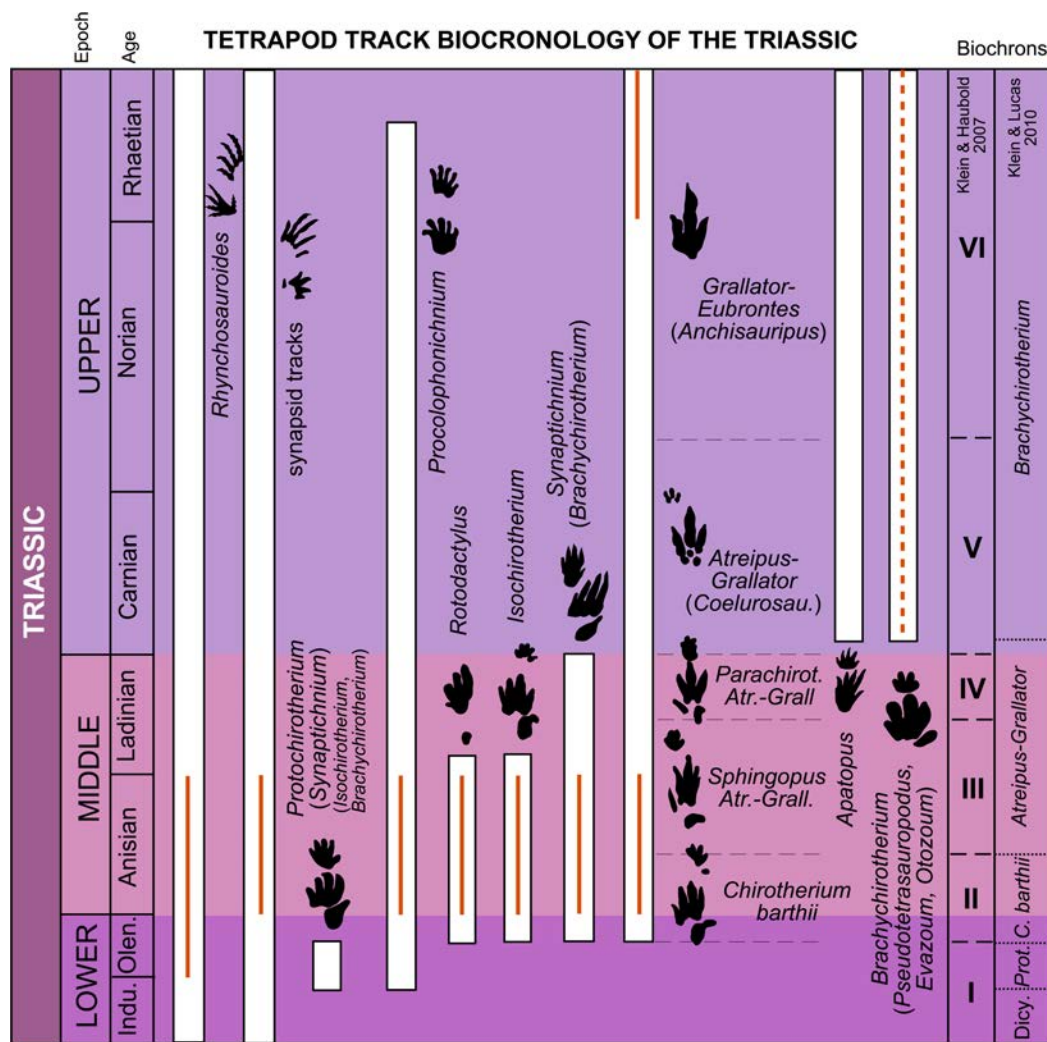 TETRAPOD TRACK BIOCRONOLOGY OF THE TRIASSIC
Epoch
Age
Biochrons
Klein & Haubold
2007
Klein & Lucas
2010
TRIASSIC
UPPER
MIDDLE
LOWER
Rhaetian
Norian
Carnian
Ladinian
Anisian
Olen.
Indu.
Rhynchosauroides
synapsid tracks
Protochirotherium
(Synaptichnium)
(Isochirotherium,
Brachychirotherium)
Procolophonichnium
Rotodactylus
Isochirotherium
Synaptichnium
(Brachychirotherium)
Grallator-
Eubrontes
(Anchisauripus)
Atreipus-
Grallator
(Coelurosau.)
Parachirot.
Atr.-Grall
Sphingopus
Atr.-Grall.
Chirotherium
barthii
Apatopus
Brachychirotherium
(Pseudotetrasauropodus,
Evazoum, Otozoum)
VI
V
IV
III
II
I
Brachychirotherium
Atreipus-Grallator
C. barthii
Prot.
Dicy.